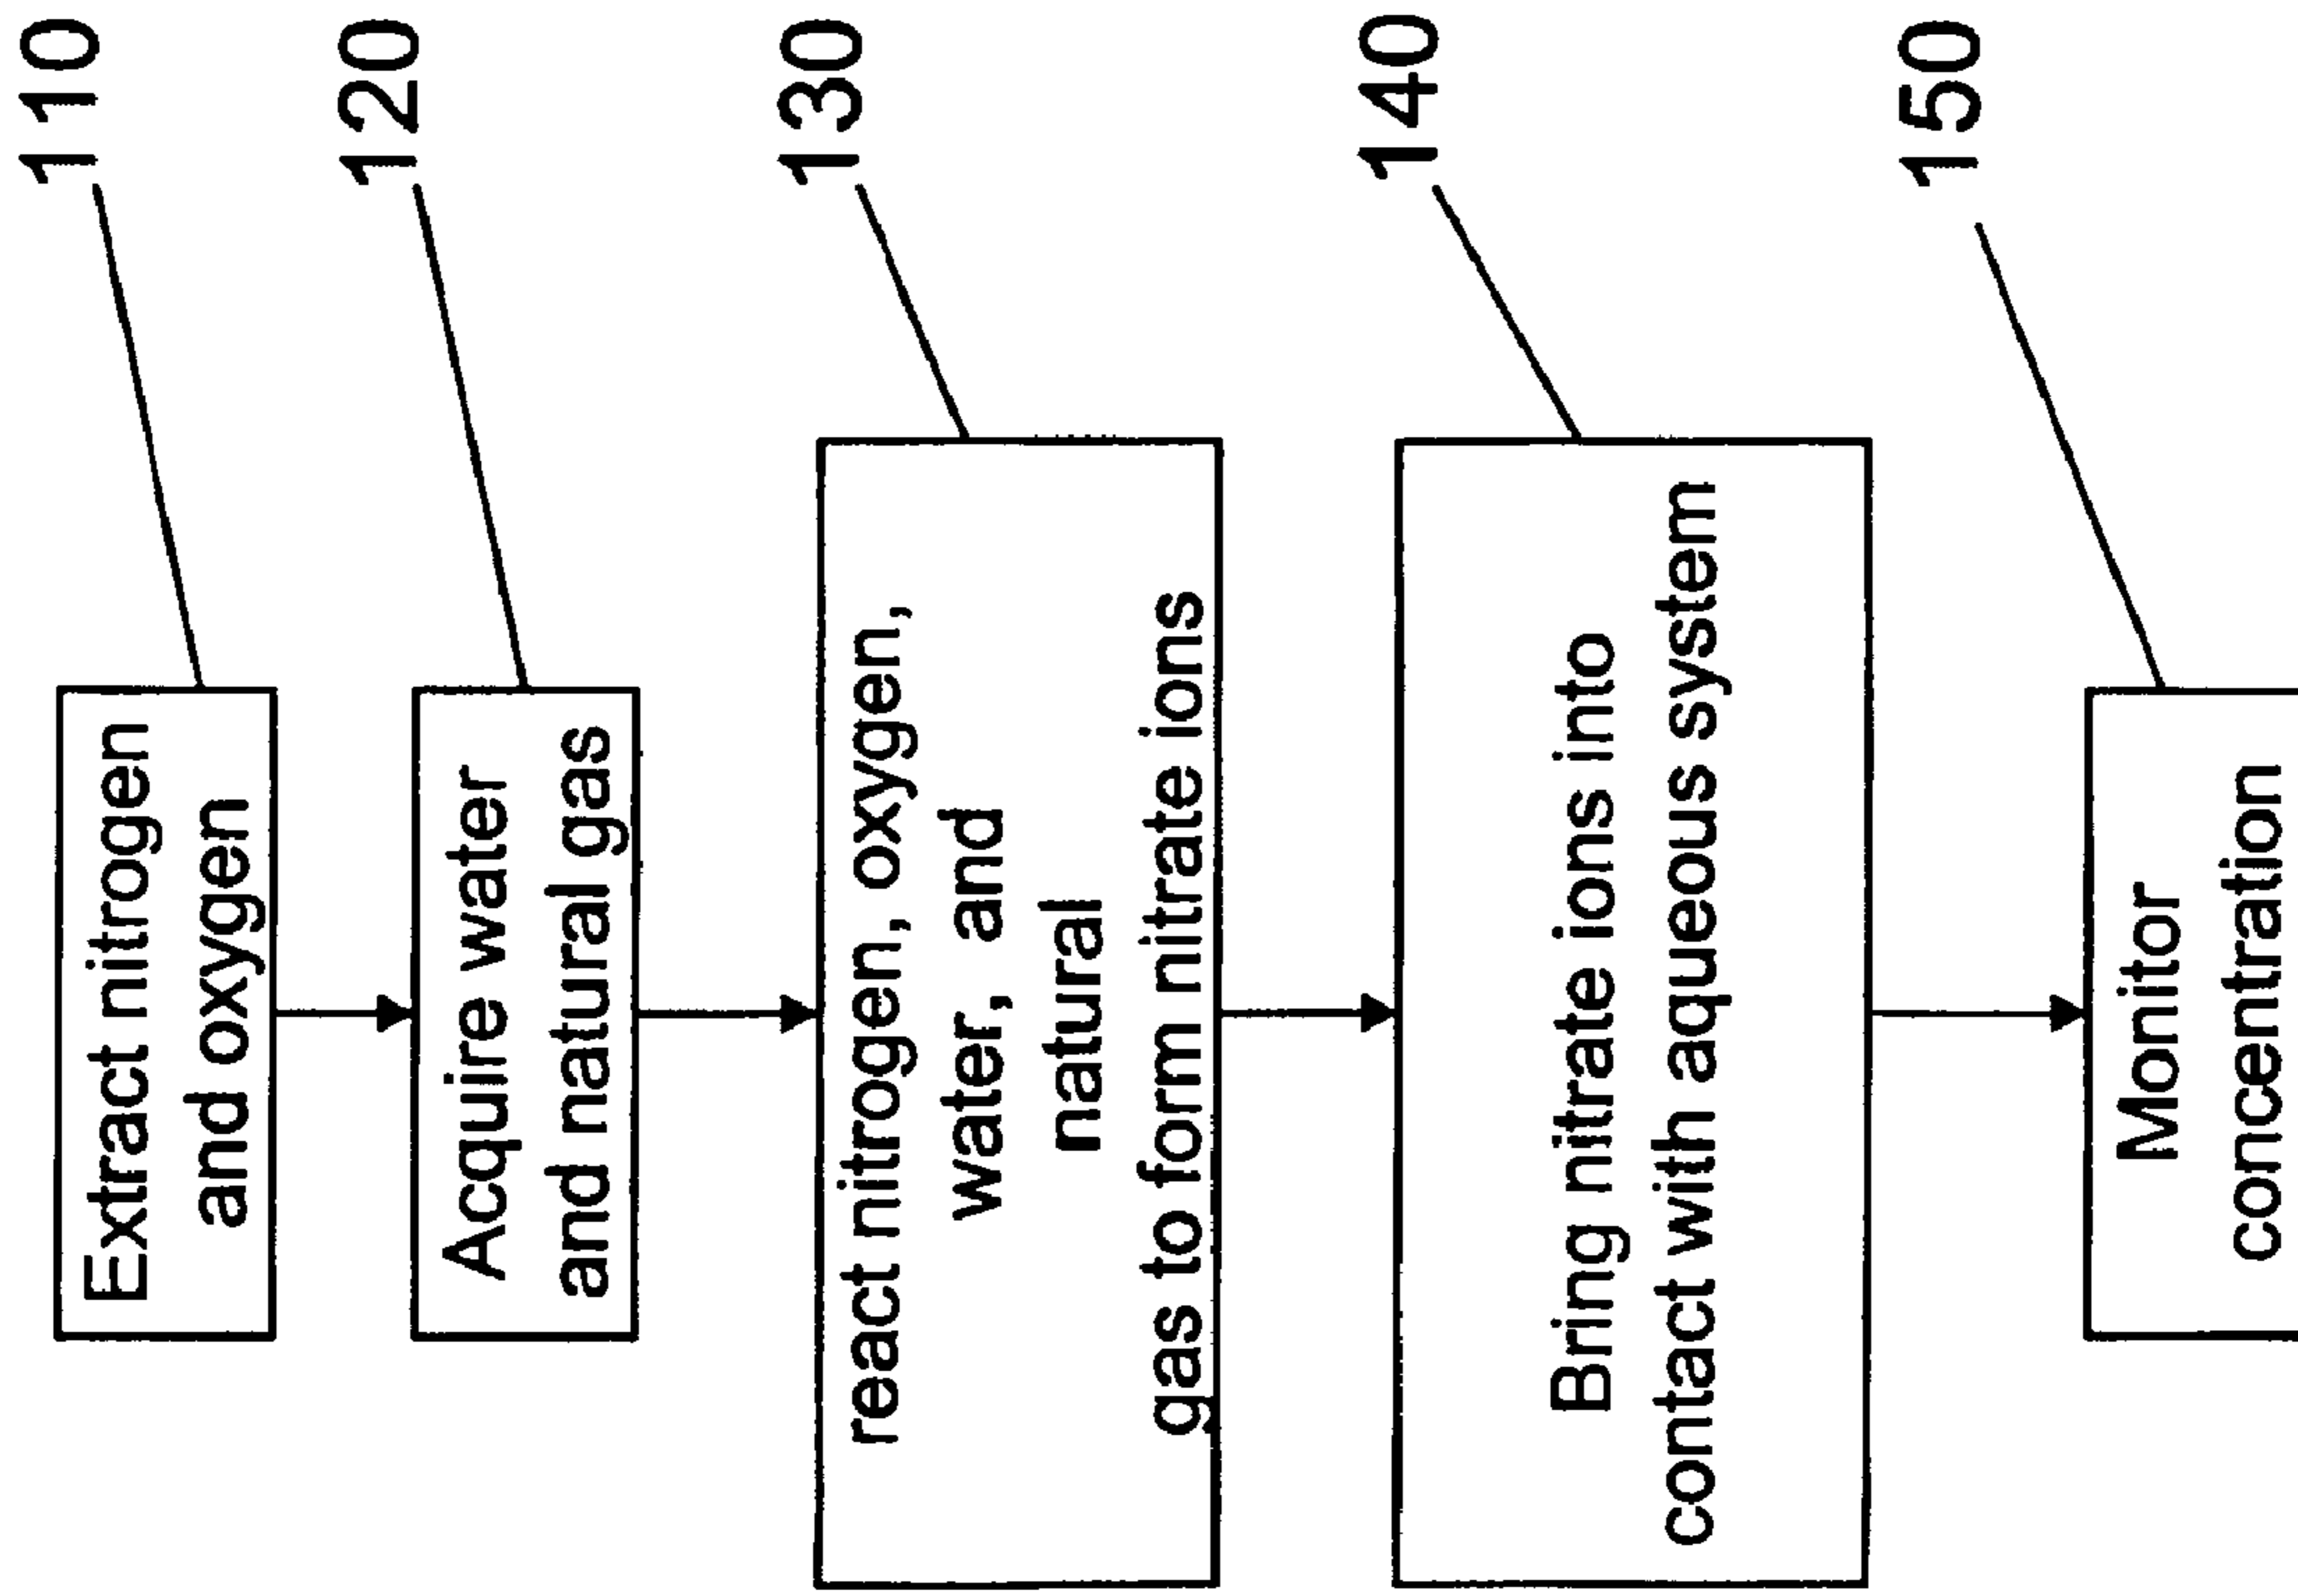 110
Extract nitrogen
and oxygen
120
Acquire water
and natural gas
130
react nitrogen, oxygen,
water, and
natural
gas to form nitrate ions
140
Bring nitrate ions into
contact with aqueous system
150
Monitor
concentration